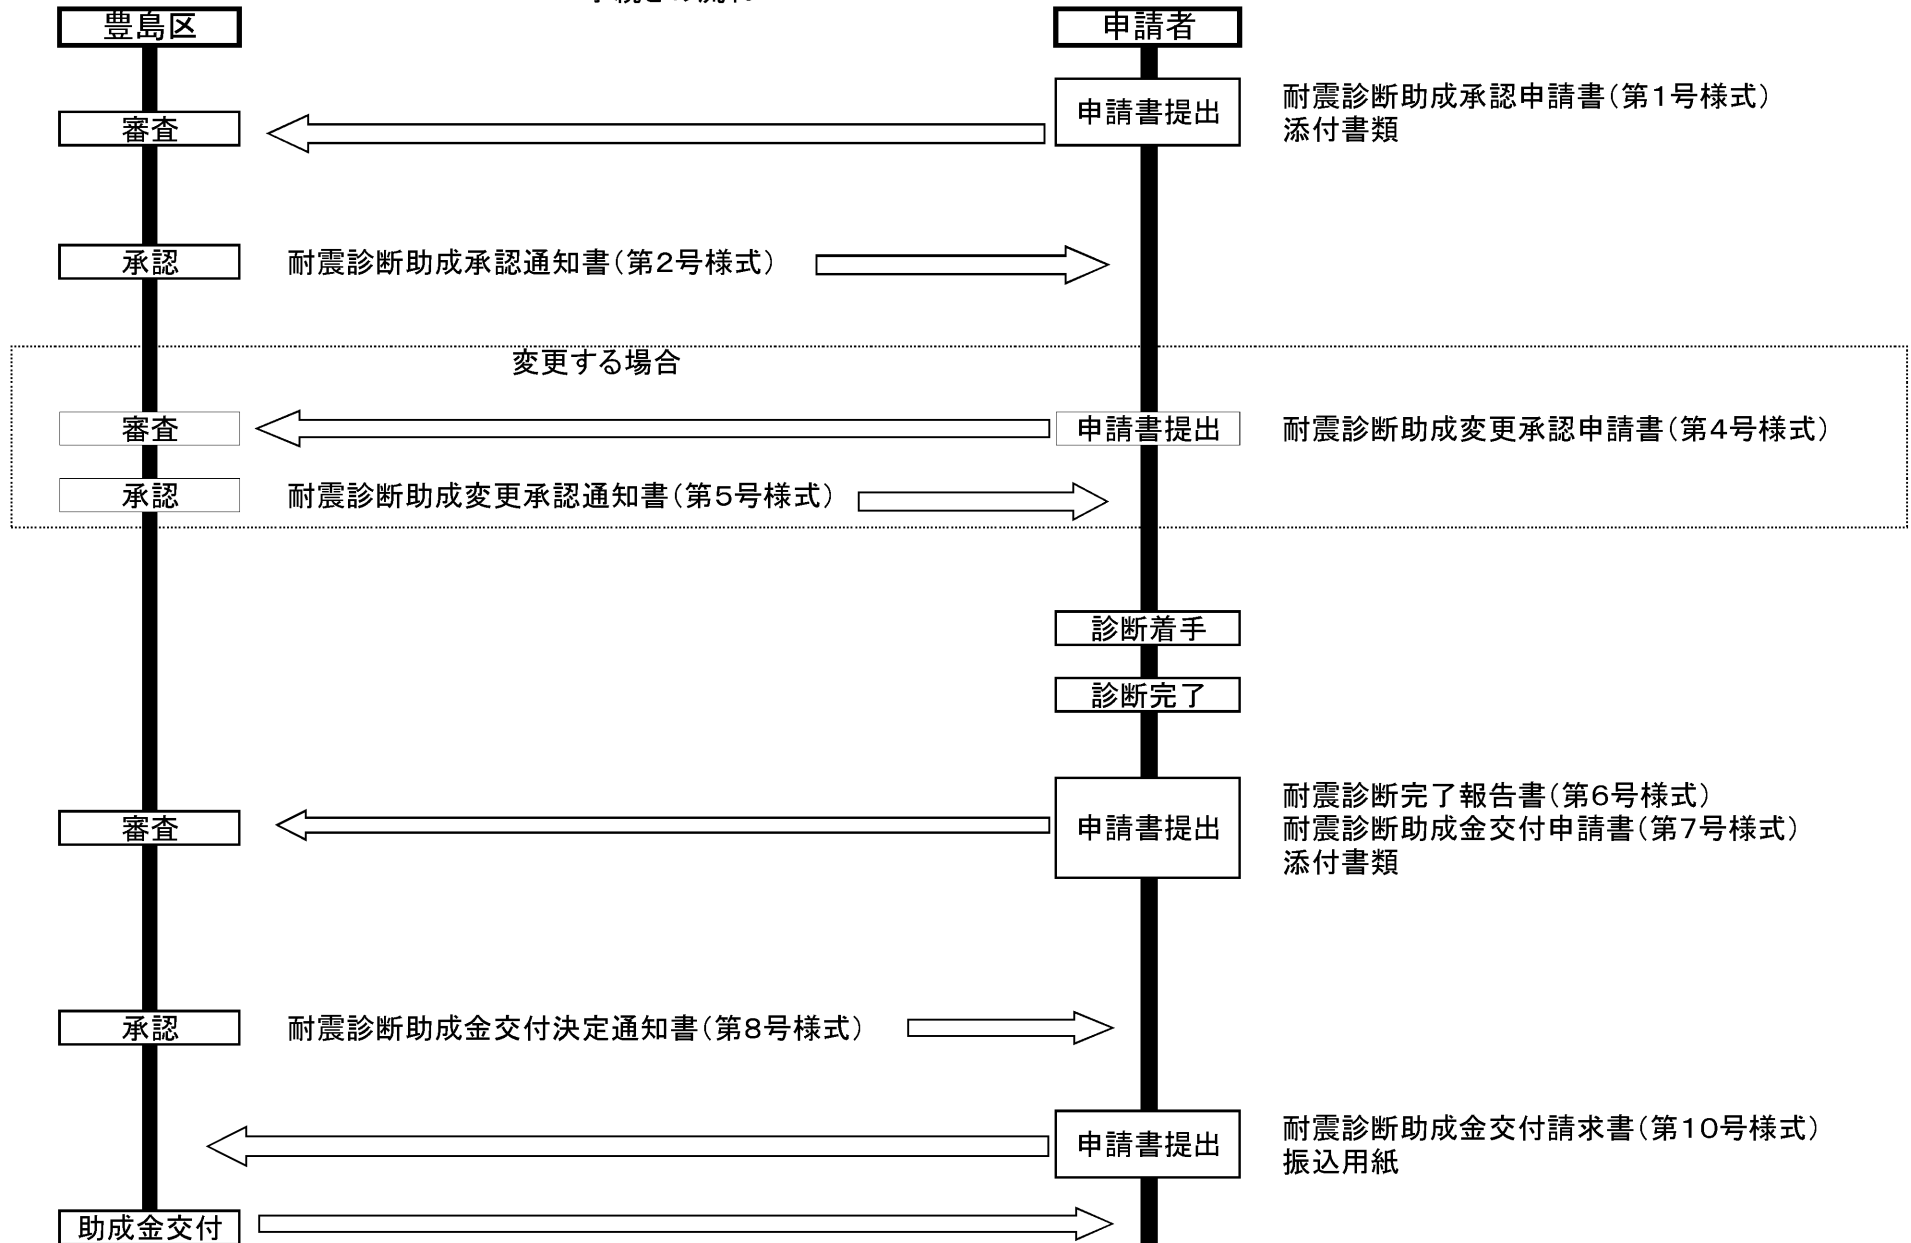 豊島区
申請者
申請書提出
耐震診断助成承認申請書（第1号様式）
添付書類
審査
承認
耐震診断助成承認通知書（第2号様式）
変更する場合
審査
申請書提出
耐震診断助成変更承認申請書（第4号様式）
承認
耐震診断助成変更承認通知書（第5号様式）
診断着手
診断完了
審査
申請書提出
耐震診断完了報告書（第6号様式）
耐震診断助成金交付申請書（第7号様式）
添付書類
承認
耐震診断助成金交付決定通知書（第8号様式）
申請書提出
耐震診断助成金交付請求書（第10号様式）
振込用紙
助成金交付